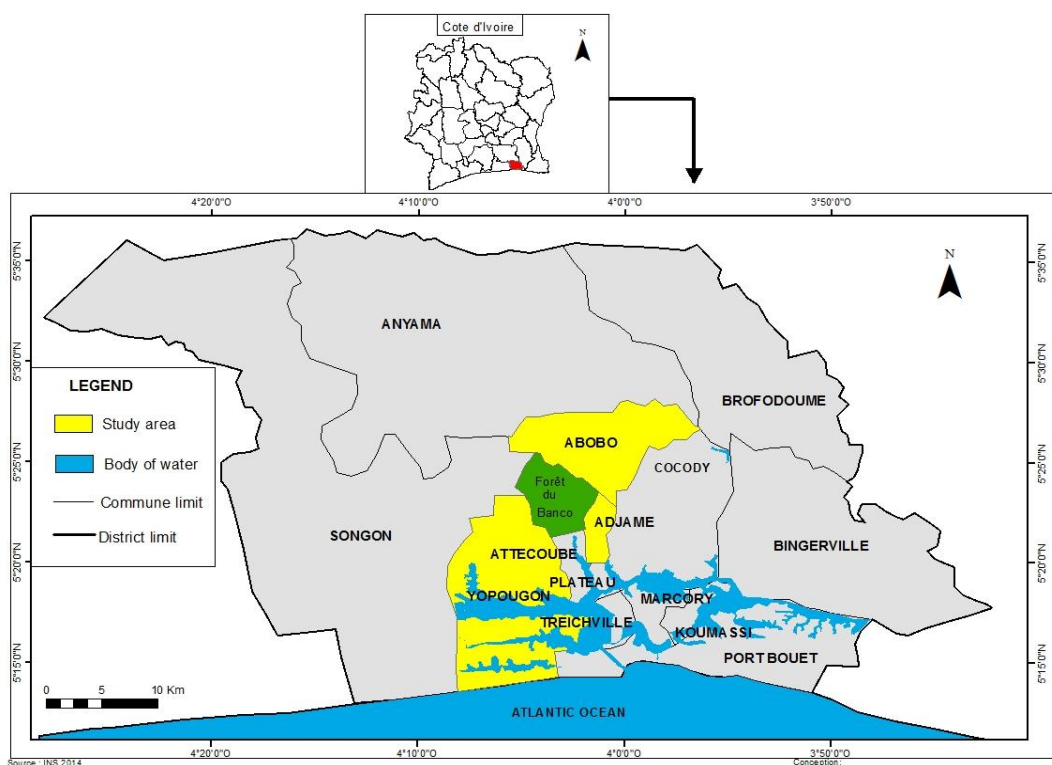 Cote d'Ivoire
N
4°20'0"O
4°10'0"O
4°0'0"O
3°50'0"O
5°35'0"N
5°35'0"N
N
ANYAMA
5°30'0"N
5°30'0"N
LEGEND
Study area
Body of water
Commune limit
District limit
BROFODOUME
ABOBO
COCODY
5°25'0"N
5°25'0"N
Forêt
du
Banco
ADJAME
SONGON
ATTECOUBE
BINGERVILLE
5°20'0"N
5°20'0"N
PLATEAU
YOPOUGON
MARCORY
TREICHVILLE
KOUMASSI
PORT BOUET
5°15'0"N
5°15'0"N
0 5 10 Km
ATLANTIC OCEAN
4°20'0"O
4°10'0"O
4°0'0"O
3°50'0"O
Source : INS 2014
Conception: